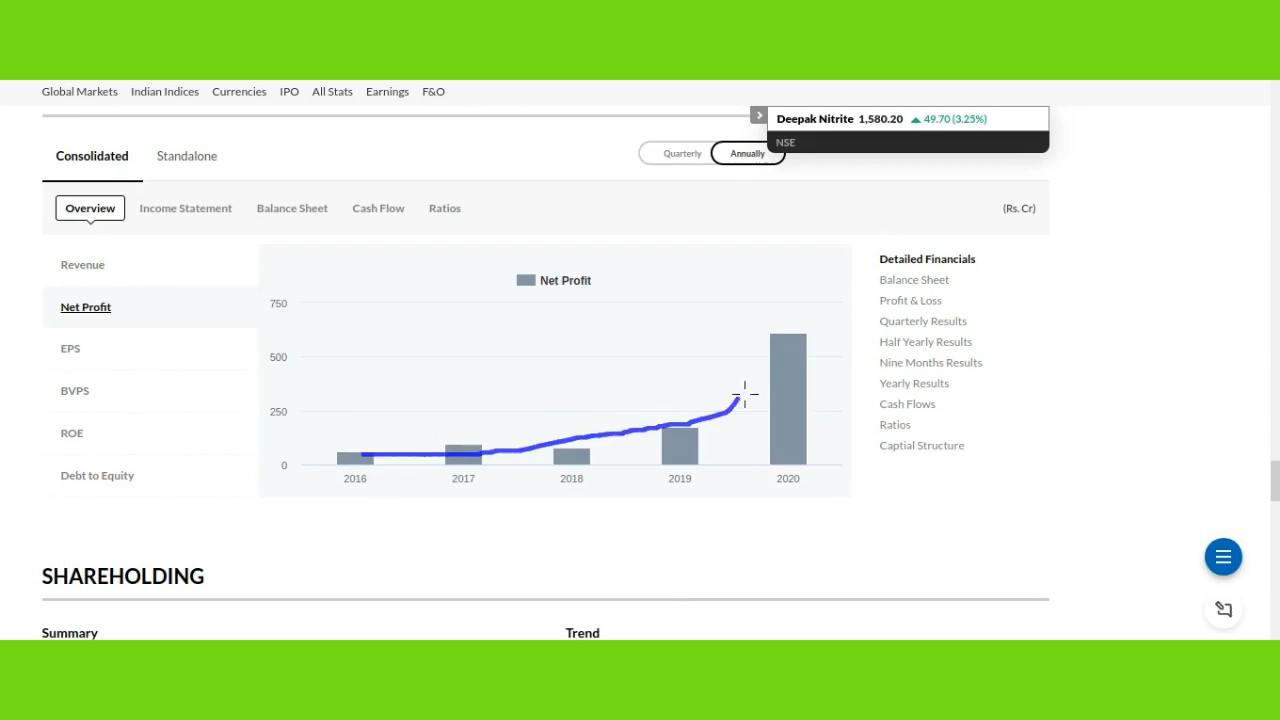 Global Markets Indian Indices Currencies IPO All Stats Earnings F&O
Deepak Nitrite 1,580.20 49.70 (3.25%)
NSE
Consolidated Standalone Quarterly Annually
Overview Income Statement Balance Sheet Cash Flow Ratios (Rs. Cr)
Revenue
Net Profit
EPS
BVPS
ROE
Debt to Equity
Net Profit
750
500
250
0
2016 2017 2018 2019 2020
Detailed Financials
Balance Sheet
Profit & Loss
Quarterly Results
Half Yearly Results
Nine Months Results
Yearly Results
Cash Flows
Ratios
Captial Structure
SHAREHOLDING
Summary Trend